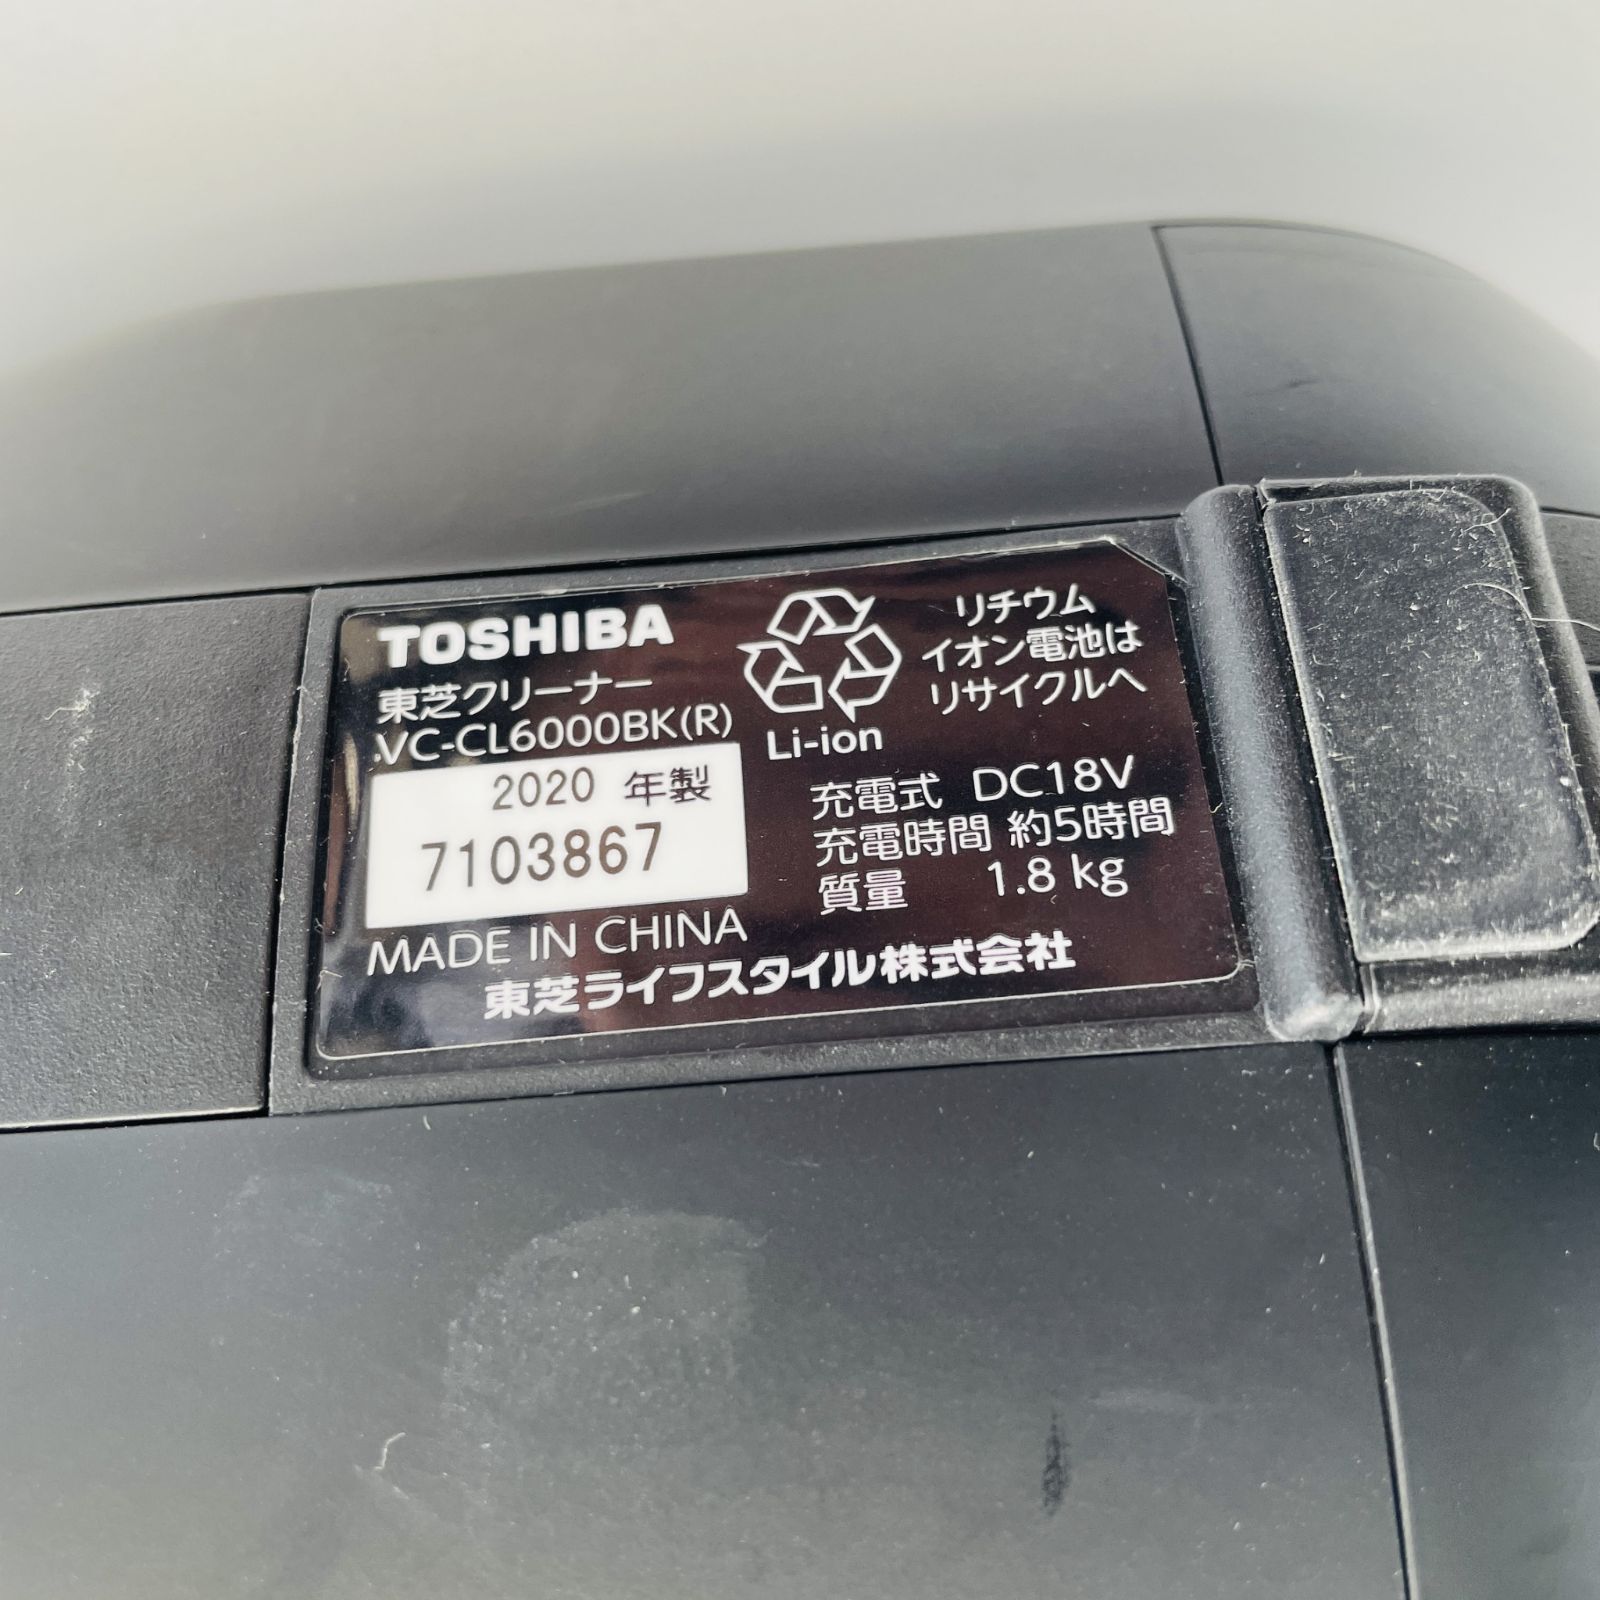 TOSHIBA
東芝クリーナー
VC-CL6000BK(R)
2020 年製
7103867
MADE IN CHINA
Li-ion
リチウム
イオン電池は
リサイクルへ
充電式 DC18V
充電時間 約5時間
質量 1.8 kg
東芝ライフスタイル株式会社